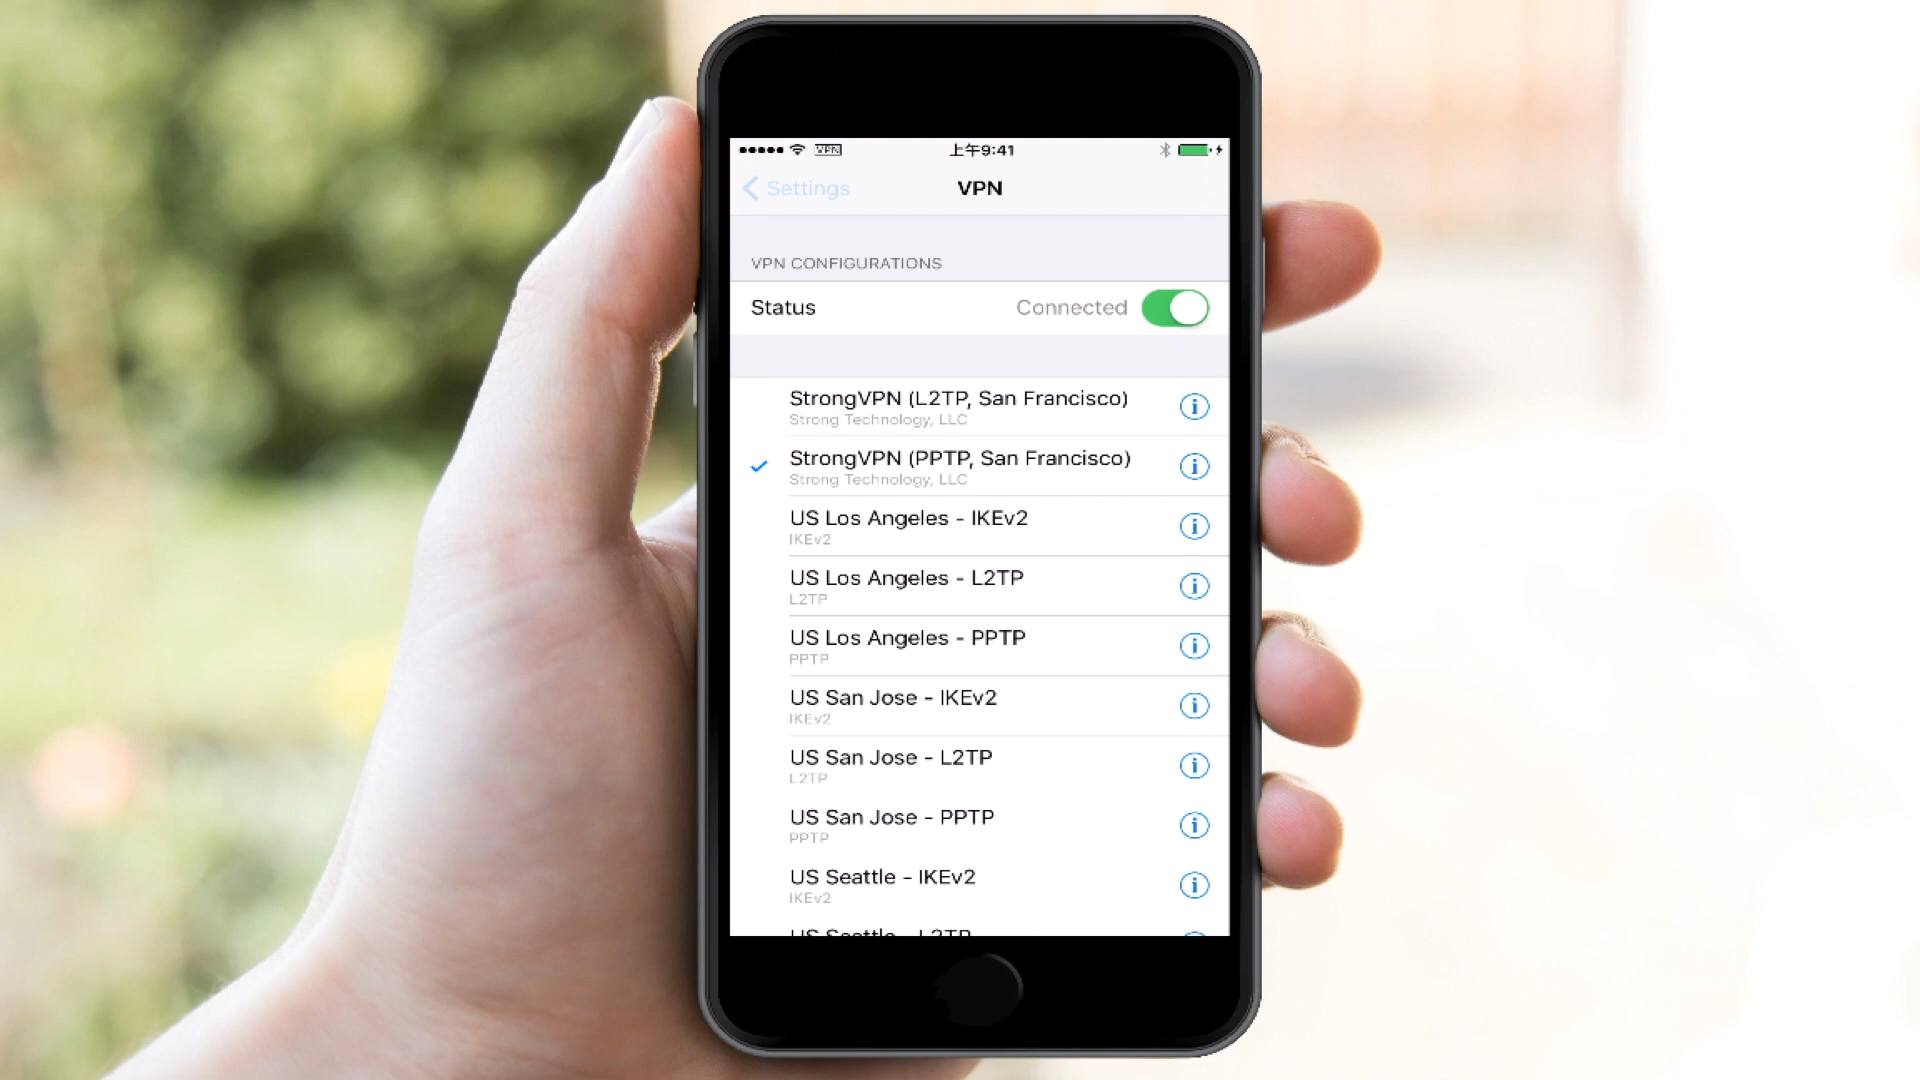 VPN 上午9:41
Settings VPN
VPN CONFIGURATIONS
Status Connected
StrongVPN (L2TP, San Francisco)
Strong Technology, LLC
StrongVPN (PPTP, San Francisco)
Strong Technology, LLC
US Los Angeles - IKEv2
IKEv2
US Los Angeles - L2TP
L2TP
US Los Angeles - PPTP
PPTP
US San Jose - IKEv2
IKEv2
US San Jose - L2TP
L2TP
US San Jose - PPTP
PPTP
US Seattle - IKEv2
IKEv2
US Seattle - L2TP